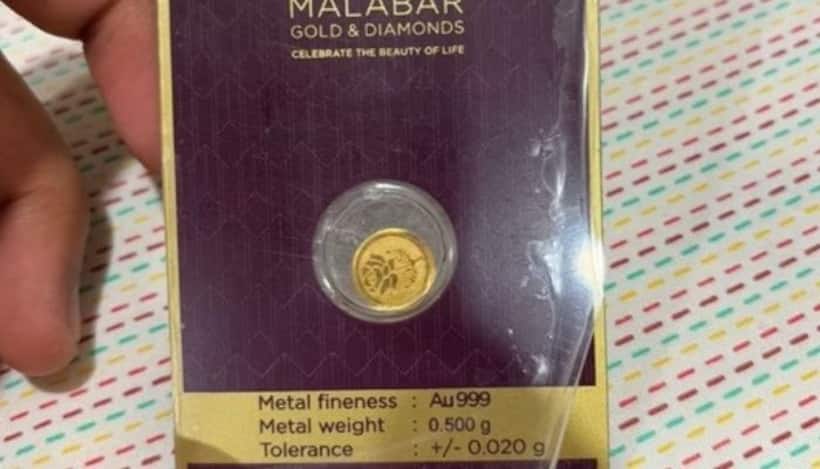 MALABAR
GOLD & DIAMONDS
CELEBRATE THE BEAUTY OF LIFE
Metal fineness : Au999
Metal weight : 0.500 g
Tolerance : +/- 0.020 g